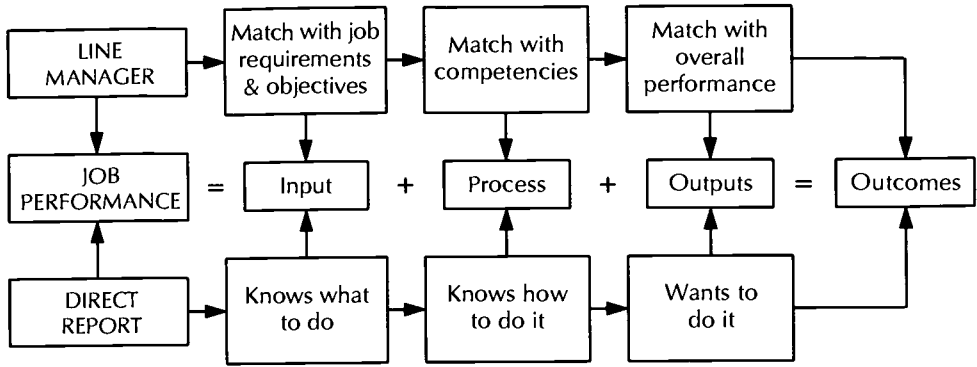 LINE
MANAGER
Match with job
requirements
& objectives
Match with
competencies
Match with
overall
performance
JOB
PERFORMANCE
=
Input
+
Process
+
Outputs
=
Outcomes
DIRECT
REPORT
Knows what
to do
Knows how
to do it
Wants to
do it